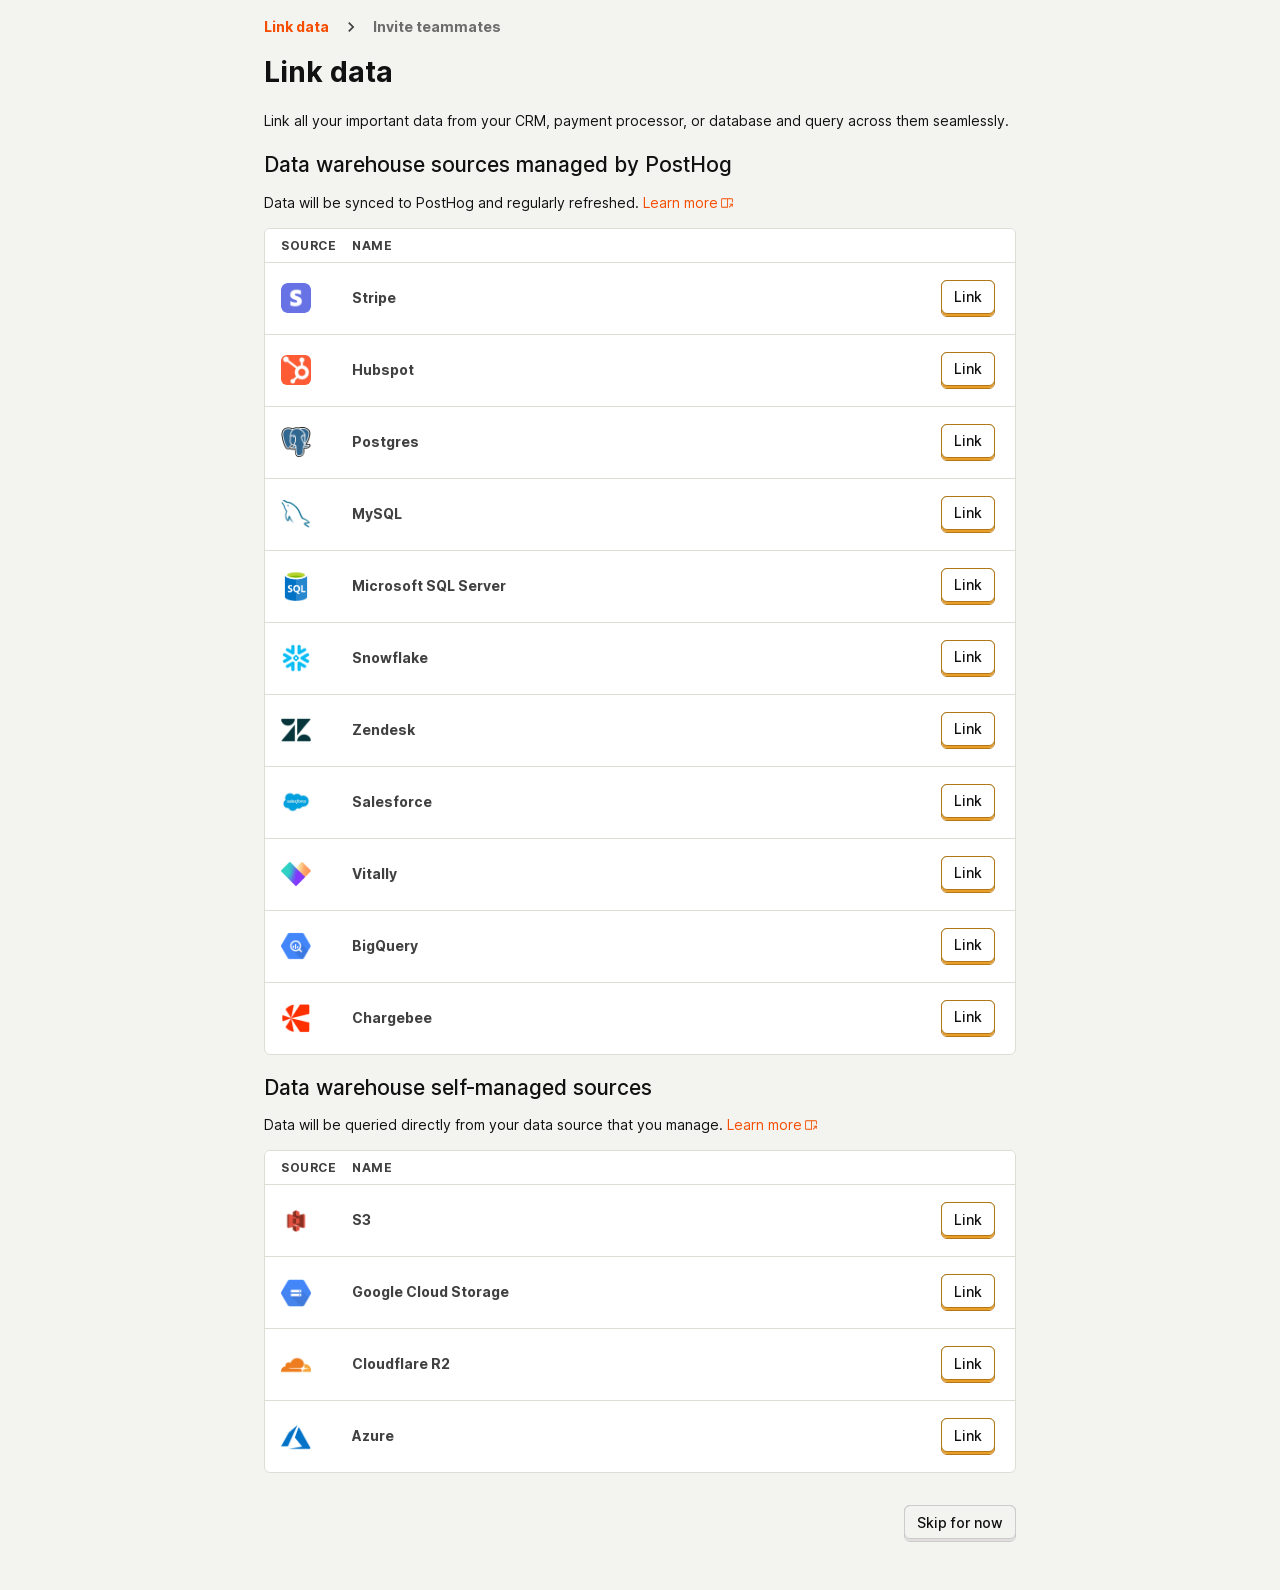 Link data > Invite teammates
Link data
Link all your important data from your CRM, payment processor, or database and query across them seamlessly.
Data warehouse sources managed by PostHog
Data will be synced to PostHog and regularly refreshed. Learn more
SOURCE NAME
S Stripe Link
Hubspot Link
Postgres Link
MySQL Link
SQL Microsoft SQL Server Link
Snowflake Link
Zendesk Link
salesforce Salesforce Link
Vitally Link
BigQuery Link
Chargebee Link
Data warehouse self-managed sources
Data will be queried directly from your data source that you manage. Learn more
SOURCE NAME
S3 Link
Google Cloud Storage Link
Cloudflare R2 Link
Azure Link
Skip for now